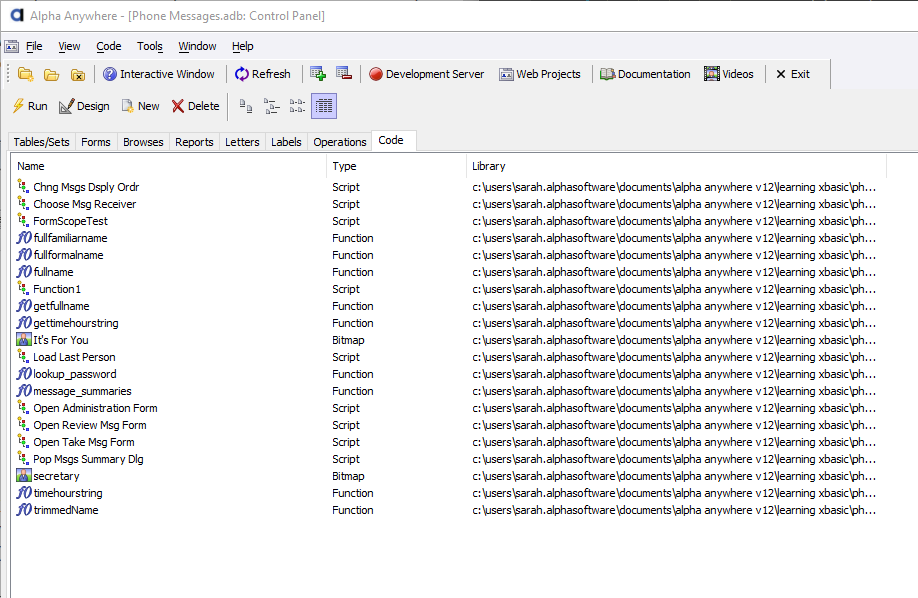 Alpha Anywhere - [Phone Messages.adb: Control Panel]
File View Code Tools Window Help
Interactive Window Refresh Development Server Web Projects Documentation Videos Exit
Run Design New Delete
Tables/Sets Forms Browses Reports Letters Labels Operations Code
Name Type Library
Chng Msgs Dsply Ordr Script c:\users\sarah.alphasoftware\documents\alpha anywhere v12\learning xbasic\ph...
Choose Msg Receiver Script c:\users\sarah.alphasoftware\documents\alpha anywhere v12\learning xbasic\ph...
FormScopeTest Script c:\users\sarah.alphasoftware\documents\alpha anywhere v12\learning xbasic\ph...
fullfamiliarname Function c:\users\sarah.alphasoftware\documents\alpha anywhere v12\learning xbasic\ph...
fullformalname Function c:\users\sarah.alphasoftware\documents\alpha anywhere v12\learning xbasic\ph...
fullname Function c:\users\sarah.alphasoftware\documents\alpha anywhere v12\learning xbasic\ph...
Function1 Script c:\users\sarah.alphasoftware\documents\alpha anywhere v12\learning xbasic\ph...
getfullname Function c:\users\sarah.alphasoftware\documents\alpha anywhere v12\learning xbasic\ph...
gettimehourstring Function c:\users\sarah.alphasoftware\documents\alpha anywhere v12\learning xbasic\ph...
It's For You Bitmap c:\users\sarah.alphasoftware\documents\alpha anywhere v12\learning xbasic\ph...
Load Last Person Script c:\users\sarah.alphasoftware\documents\alpha anywhere v12\learning xbasic\ph...
lookup_password Function c:\users\sarah.alphasoftware\documents\alpha anywhere v12\learning xbasic\ph...
message_summaries Function c:\users\sarah.alphasoftware\documents\alpha anywhere v12\learning xbasic\ph...
Open Administration Form Script c:\users\sarah.alphasoftware\documents\alpha anywhere v12\learning xbasic\ph...
Open Review Msg Form Script c:\users\sarah.alphasoftware\documents\alpha anywhere v12\learning xbasic\ph...
Open Take Msg Form Script c:\users\sarah.alphasoftware\documents\alpha anywhere v12\learning xbasic\ph...
Pop Msgs Summary Dlg Script c:\users\sarah.alphasoftware\documents\alpha anywhere v12\learning xbasic\ph...
secretary Bitmap c:\users\sarah.alphasoftware\documents\alpha anywhere v12\learning xbasic\ph...
timehourstring Function c:\users\sarah.alphasoftware\documents\alpha anywhere v12\learning xbasic\ph...
trimmedName Function c:\users\sarah.alphasoftware\documents\alpha anywhere v12\learning xbasic\ph...